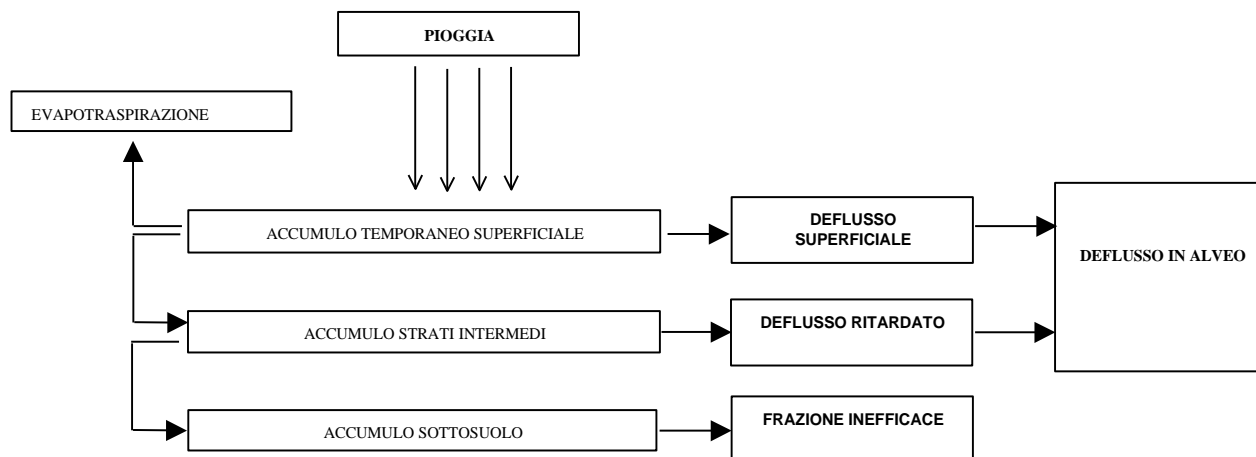 PIOGGIA
EVAPOTRASPIRAZIONE
ACCUMULO TEMPORANEO SUPERFICIALE
DEFLUSSO
SUPERFICIALE
DEFLUSSO IN ALVEO
ACCUMULO STRATI INTERMEDI
DEFLUSSO RITARDATO
ACCUMULO SOTTOSUOLO
FRAZIONE INEFFICACE